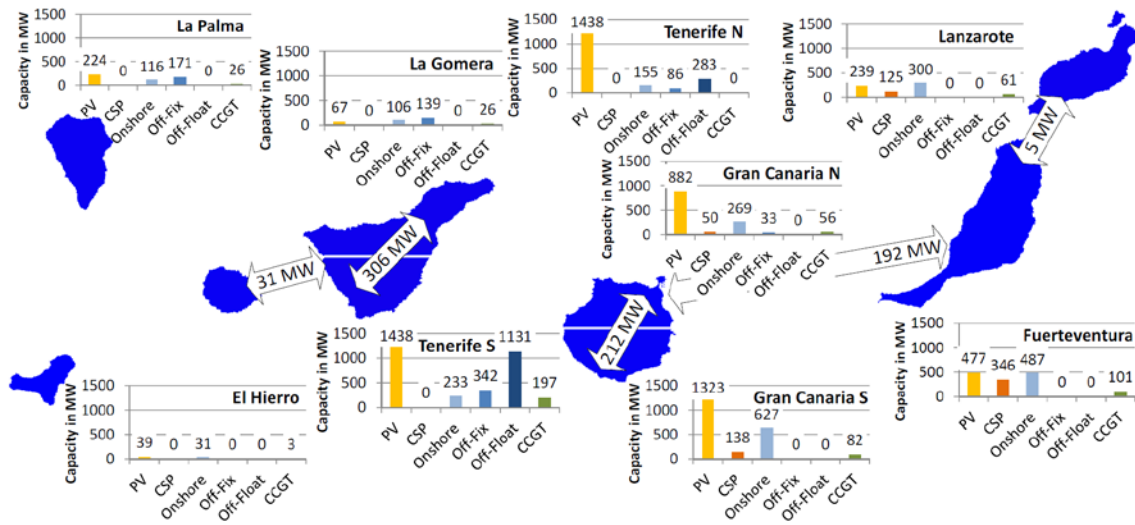 La Palma
Capacity in MW
1500
1000
500
0
224
0
116
171
0
26
PV
CSP
Onshore
Off-Fix
Off-Float
CCGT
La Gomera
Capacity in MW
1500
1000
500
0
67
0
106
139
0
26
PV
CSP
Onshore
Off-Fix
Off-Float
CCGT
Tenerife N
Capacity in MW
1500
1000
500
0
1438
0
155
86
283
0
PV
CSP
Onshore
Off-Fix
Off-Float
CCGT
Lanzarote
Capacity in MW
1500
1000
500
0
239
125
300
0
0
61
PV
CSP
Onshore
Off-Fix
Off-Float
CCGT
5 MW
Gran Canaria N
Capacity in MW
1500
1000
500
0
882
50
269
33
0
56
PV
CSP
Onshore
Off-Fix
Off-Float
CCGT
31 MW
306 MW
192 MW
212 MW
Tenerife S
Capacity in MW
1500
1000
500
0
1438
0
233
342
1131
197
PV
CSP
Onshore
Off-Fix
Off-Float
CCGT
Fuerteventura
Capacity in MW
1500
1000
500
0
477
346
487
0
0
101
PV
CSP
Onshore
Off-Fix
Off-Float
CCGT
El Hierro
Capacity in MW
1500
1000
500
0
39
0
31
0
0
3
PV
CSP
Onshore
Off-Fix
Off-Float
CCGT
Gran Canaria S
Capacity in MW
1500
1000
500
0
1323
138
627
0
0
82
PV
CSP
Onshore
Off-Fix
Off-Float
CCGT